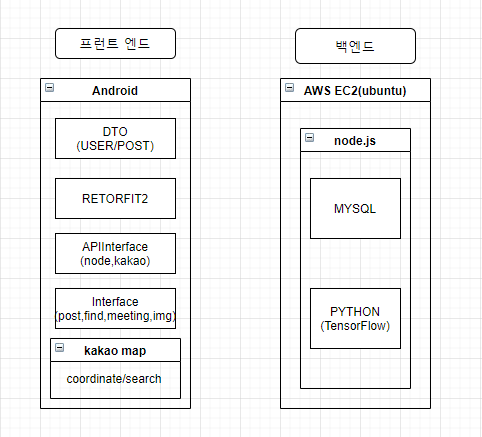 프런트 엔드
Android
DTO
(USER/POST)
RETORFIT2
APIInterface
(node,kakao)
Interface
(post,find,meeting,img)
kakao map
coordinate/search
백엔드
AWS EC2(ubuntu)
node.js
MYSQL
PYTHON
(TensorFlow)